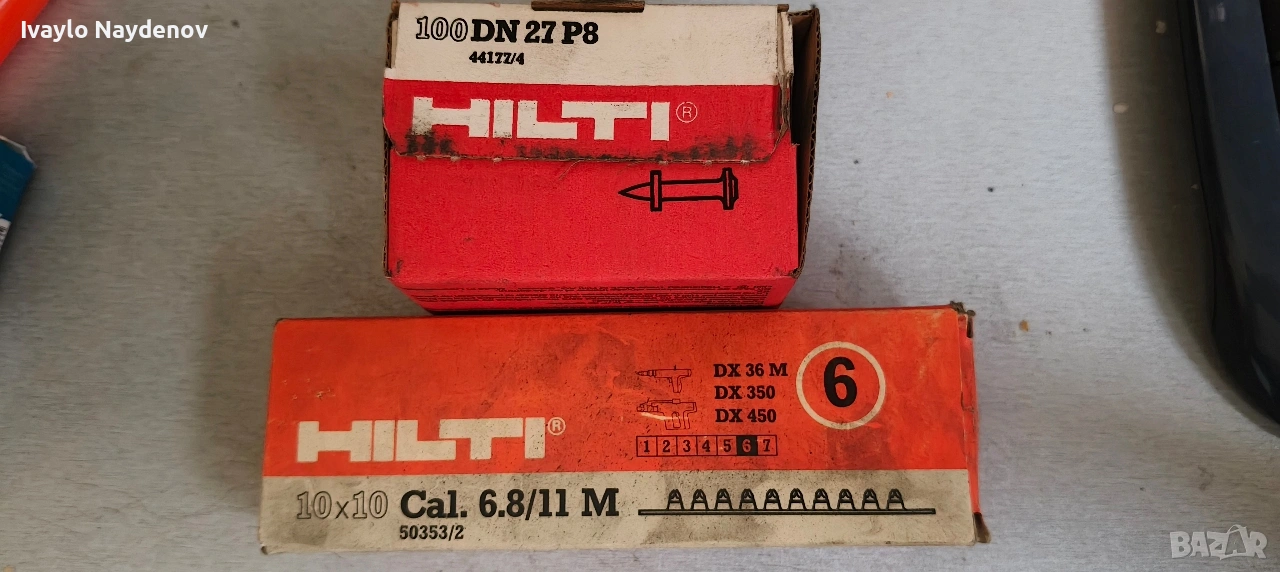 Ivaylo Naydenov
100 DN 27 P8
44177/4
HILTI®
DX 36 M
DX 350
DX 450
6
HILTI®
1 2 3 4 5 6 7
10x10 Cal. 6.8/11 M
50353/2
BAZAR